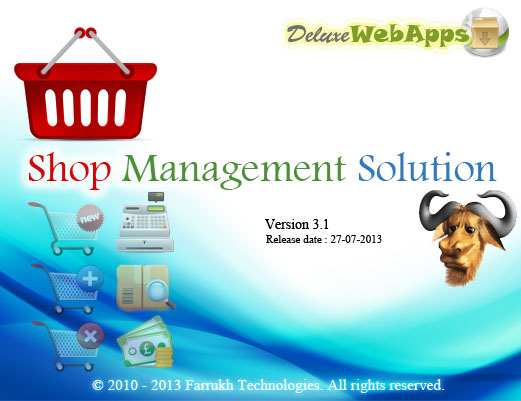 DeluxeWebApps
Shop Management Solution
new
Version 3.1
Release date : 27-07-2013
© 2010 - 2013 Farrukh Technologies. All rights reserved.